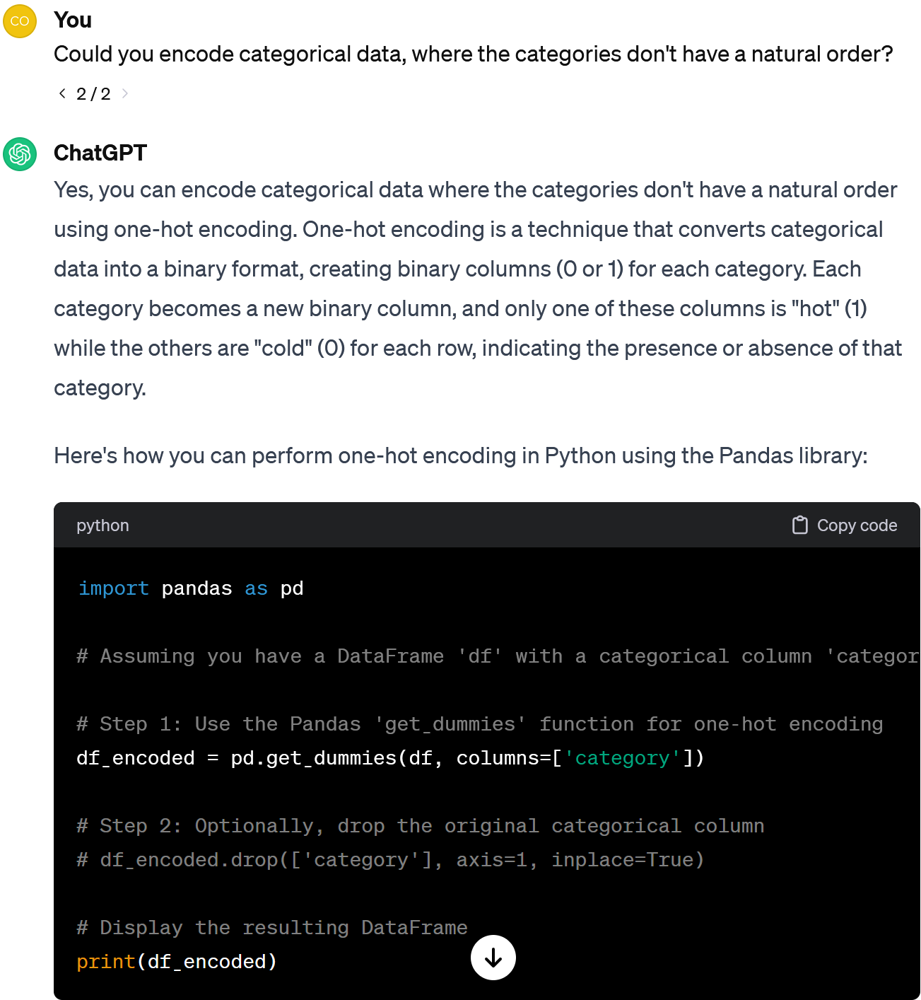 CO
You
Could you encode categorical data, where the categories don't have a natural order?
2 / 2
ChatGPT
Yes, you can encode categorical data where the categories don't have a natural order
using one-hot encoding. One-hot encoding is a technique that converts categorical
data into a binary format, creating binary columns (0 or 1) for each category. Each
category becomes a new binary column, and only one of these columns is "hot" (1)
while the others are "cold" (0) for each row, indicating the presence or absence of that
category.
Here's how you can perform one-hot encoding in Python using the Pandas library:
python Copy code
import pandas as pd
# Assuming you have a DataFrame 'df' with a categorical column 'categor
# Step 1: Use the Pandas 'get_dummies' function for one-hot encoding
df_encoded = pd.get_dummies(df, columns=['category'])
# Step 2: Optionally, drop the original categorical column
# df_encoded.drop(['category'], axis=1, inplace=True)
# Display the resulting DataFrame
print(df_encoded)